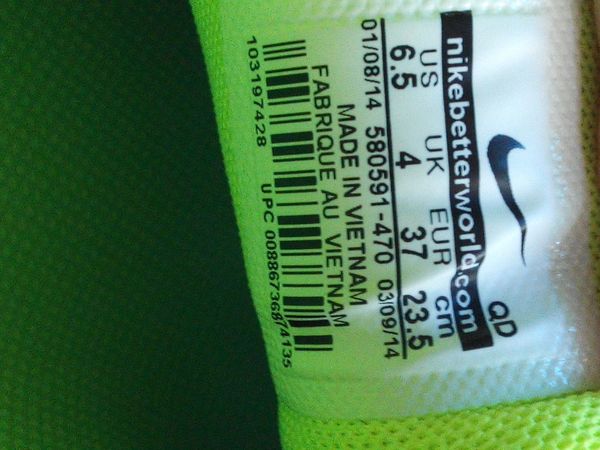 QD
nikebetterworld.com
US UK EUR cm
6.5 4 37 23.5
01/08/14 580591-470 03/09/14
MADE IN VIETNAM
FABRIQUE AU VIETNAM
103197428 UPC 00886736874135